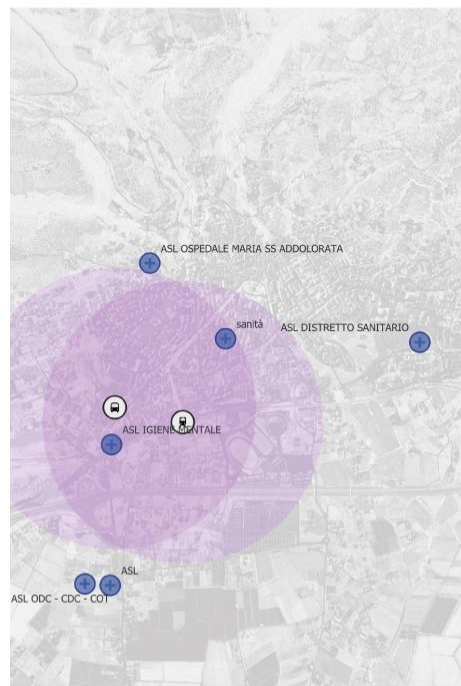 ASL OSPEDALE MARIA SS ADDOLORATA
sanità
ASL DISTRETTO SANITARIO
ASL IGIENE MENTALE
ASL
ASL ODC - CDC - COT